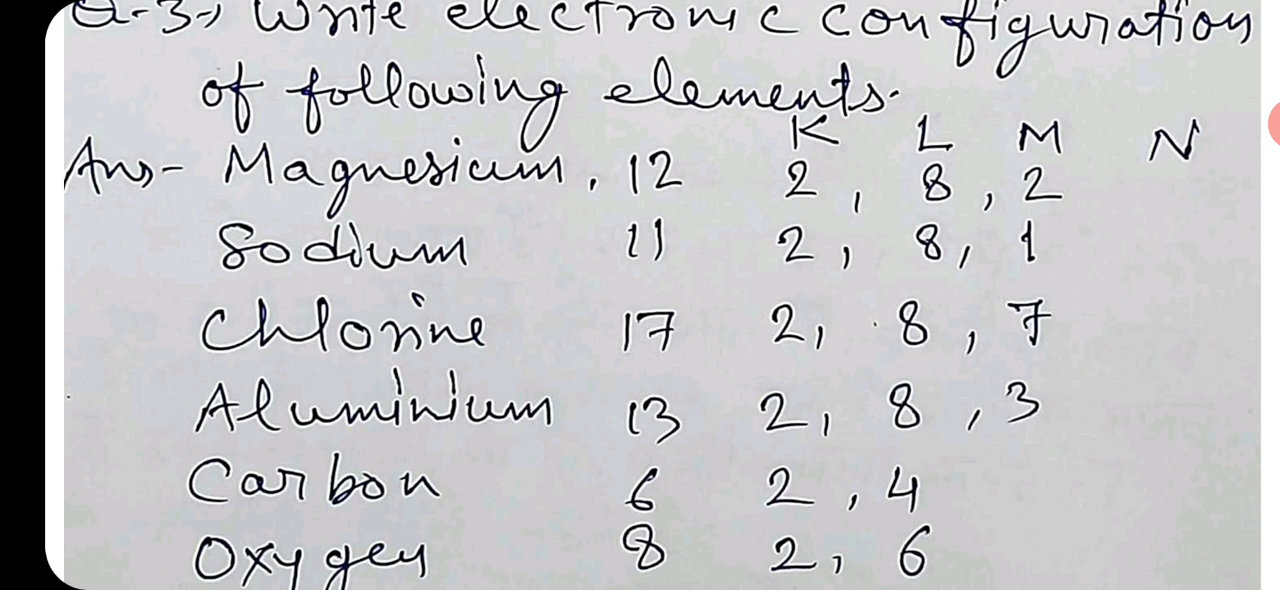 Q-3-, Write electronic configuration
of following elements.
K L M N
Ans- Magnesium, 12 2, 8, 2
Sodium 11 2, 8, 1
Chlorine 17 2, 8, 7
Aluminium 13 2, 8, 3
Carbon 6 2, 4
Oxygen 8 2, 6